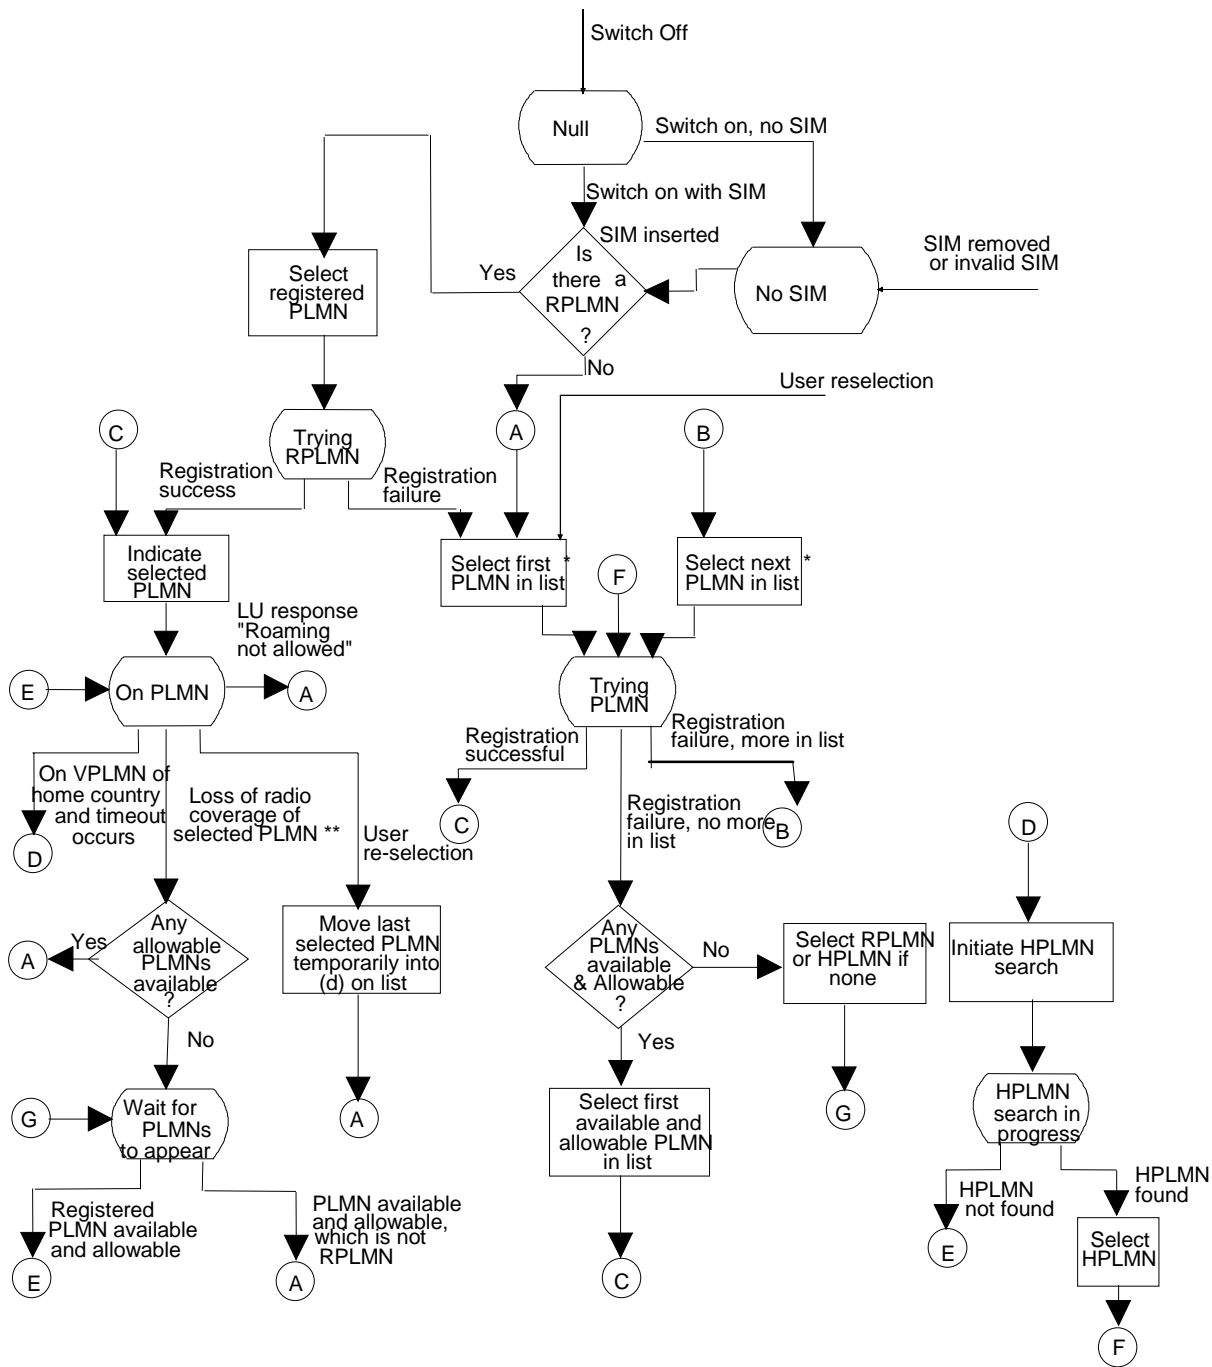 Switch Off
Null
Switch on, no SIM
Switch on with SIM
SIM inserted
SIM removed
or invalid SIM
Is
there a
RPLMN
?
Yes
No SIM
Select
registered
PLMN
No
User reselection
C
Trying
RPLMN
A
B
Registration
success
Registration
failure
Indicate
selected
PLMN
Select first *
PLMN in list
F
Select next *
PLMN in list
LU response
"Roaming
not allowed"
E
On PLMN
A
Trying
PLMN
Registration
successful
Registration
failure, more in list
On VPLMN of
home country
and timeout
occurs
Loss of radio
coverage of
selected PLMN **
User
re-selection
C
Registration
failure, no more
in list
B
D
D
Any
allowable
PLMNs
available
?
Yes
A
Move last
selected PLMN
temporarily into
(d) on list
Any
PLMNs
available
& Allowable
?
No
Select RPLMN
or HPLMN if
none
Initiate HPLMN
search
No
Yes
G
Wait for
PLMNs
to appear
A
Select first
available and
allowable PLMN
in list
G
HPLMN
search in
progress
Registered
PLMN available
and allowable
PLMN available
and allowable,
which is not
RPLMN
HPLMN
not found
HPLMN
found
E
A
C
E
Select
HPLMN
F